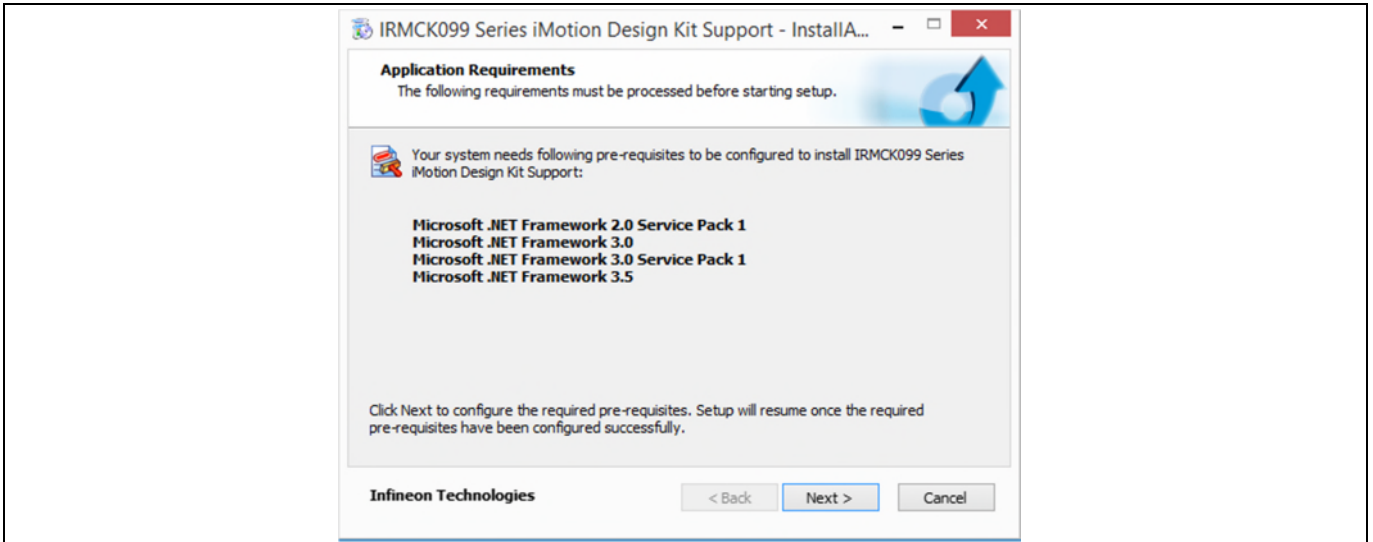 IRMCK099 Series iMotion Design Kit Support - InstallA...
Application Requirements
The following requirements must be processed before starting setup.
Your system needs following pre-requisites to be configured to install IRMCK099 Series
iMotion Design Kit Support:
Microsoft .NET Framework 2.0 Service Pack 1
Microsoft .NET Framework 3.0
Microsoft .NET Framework 3.0 Service Pack 1
Microsoft .NET Framework 3.5
Click Next to configure the required pre-requisites. Setup will resume once the required
pre-requisites have been configured successfully.
Infineon Technologies
< Back
Next >
Cancel